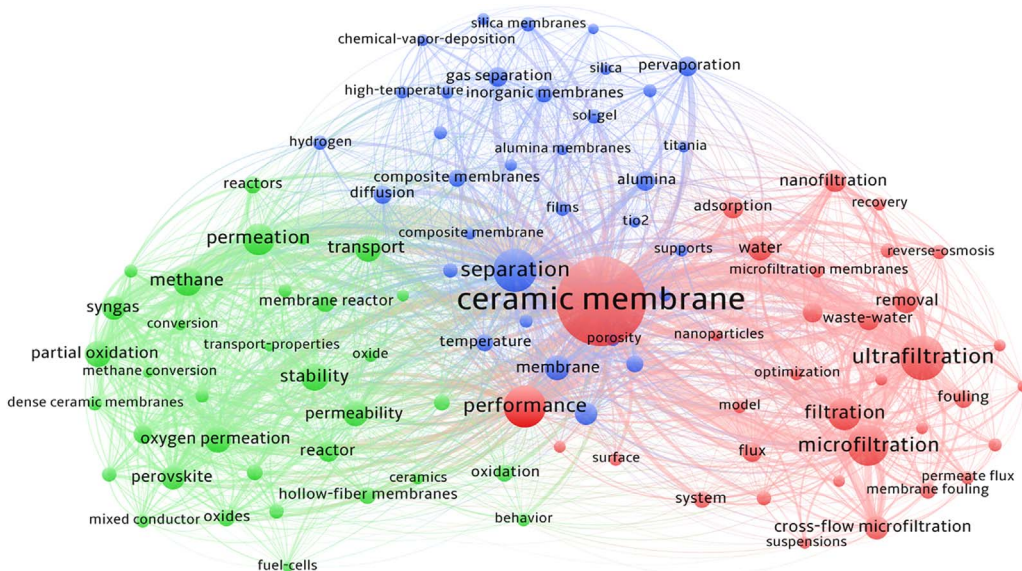 silica membranes
chemical-vapor-deposition
gas separation
silica
pervaporation
high-temperature
inorganic membranes
sol-gel
hydrogen
alumina membranes
titania
reactors
composite membranes
diffusion
alumina
nanofiltration
films
adsorption
recovery
tio2
permeation
transport
composite membrane
supports
water
reverse-osmosis
separation
microfiltration membranes
methane
membrane reactor
ceramic membrane
removal
syngas
conversion
waste-water
transport-properties
temperature
porosity
nanoparticles
partial oxidation
oxide
ultrafiltration
methane conversion
stability
membrane
optimization
dense ceramic membranes
permeability
performance
model
filtration
fouling
oxygen permeation
reactor
surface
flux
microfiltration
perovskite
ceramics
oxidation
permeate flux
hollow-fiber membranes
system
membrane fouling
mixed conductor
oxides
behavior
cross-flow microfiltration
suspensions
fuel-cells